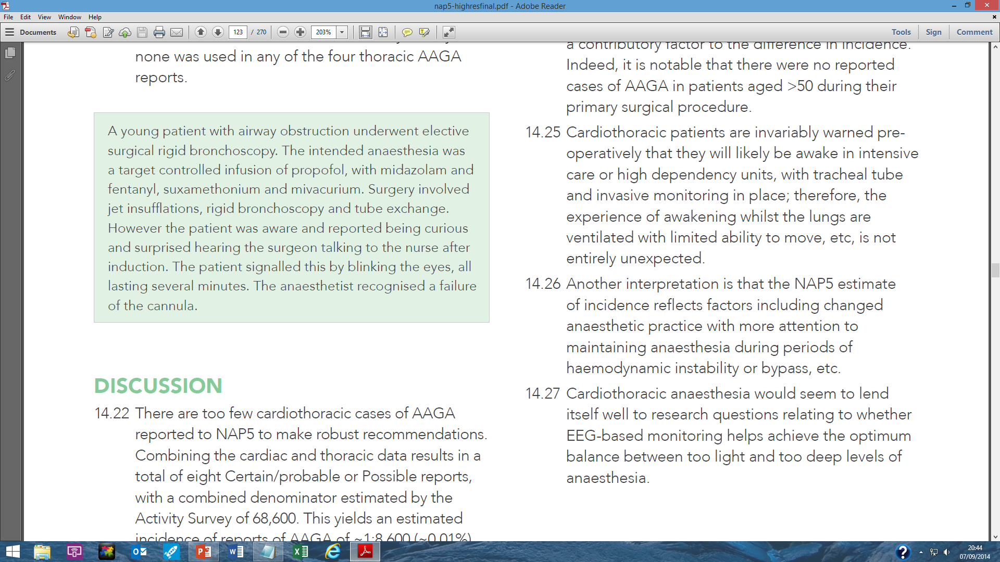 nap5-highresfinal.pdf - Adobe Reader
File Edit View Window Help
Documents 123 / 270 203% Tools Sign Comment
none was used in any of the four thoracic AAGA
reports.
A young patient with airway obstruction underwent elective
surgical rigid bronchoscopy. The intended anaesthesia was
a target controlled infusion of propofol, with midazolam and
fentanyl, suxamethonium and mivacurium. Surgery involved
jet insufflations, rigid bronchoscopy and tube exchange.
However the patient was aware and reported being curious
and surprised hearing the surgeon talking to the nurse after
induction. The patient signalled this by blinking the eyes, all
lasting several minutes. The anaesthetist recognised a failure
of the cannula.
DISCUSSION
14.22 There are too few cardiothoracic cases of AAGA
reported to NAP5 to make robust recommendations.
Combining the cardiac and thoracic data results in a
total of eight Certain/probable or Possible reports,
with a combined denominator estimated by the
Activity Survey of 68,600. This yields an estimated
incidence of reports of AAGA of ~1:8,600 (~0.01%)
a contributory factor to the difference in incidence.
Indeed, it is notable that there were no reported
cases of AAGA in patients aged >50 during their
primary surgical procedure.
14.25 Cardiothoracic patients are invariably warned pre-
operatively that they will likely be awake in intensive
care or high dependency units, with tracheal tube
and invasive monitoring in place; therefore, the
experience of awakening whilst the lungs are
ventilated with limited ability to move, etc, is not
entirely unexpected.
14.26 Another interpretation is that the NAP5 estimate
of incidence reflects factors including changed
anaesthetic practice with more attention to
maintaining anaesthesia during periods of
haemodynamic instability or bypass, etc.
14.27 Cardiothoracic anaesthesia would seem to lend
itself well to research questions relating to whether
EEG-based monitoring helps achieve the optimum
balance between too light and too deep levels of
anaesthesia.
20:44
07/09/2014